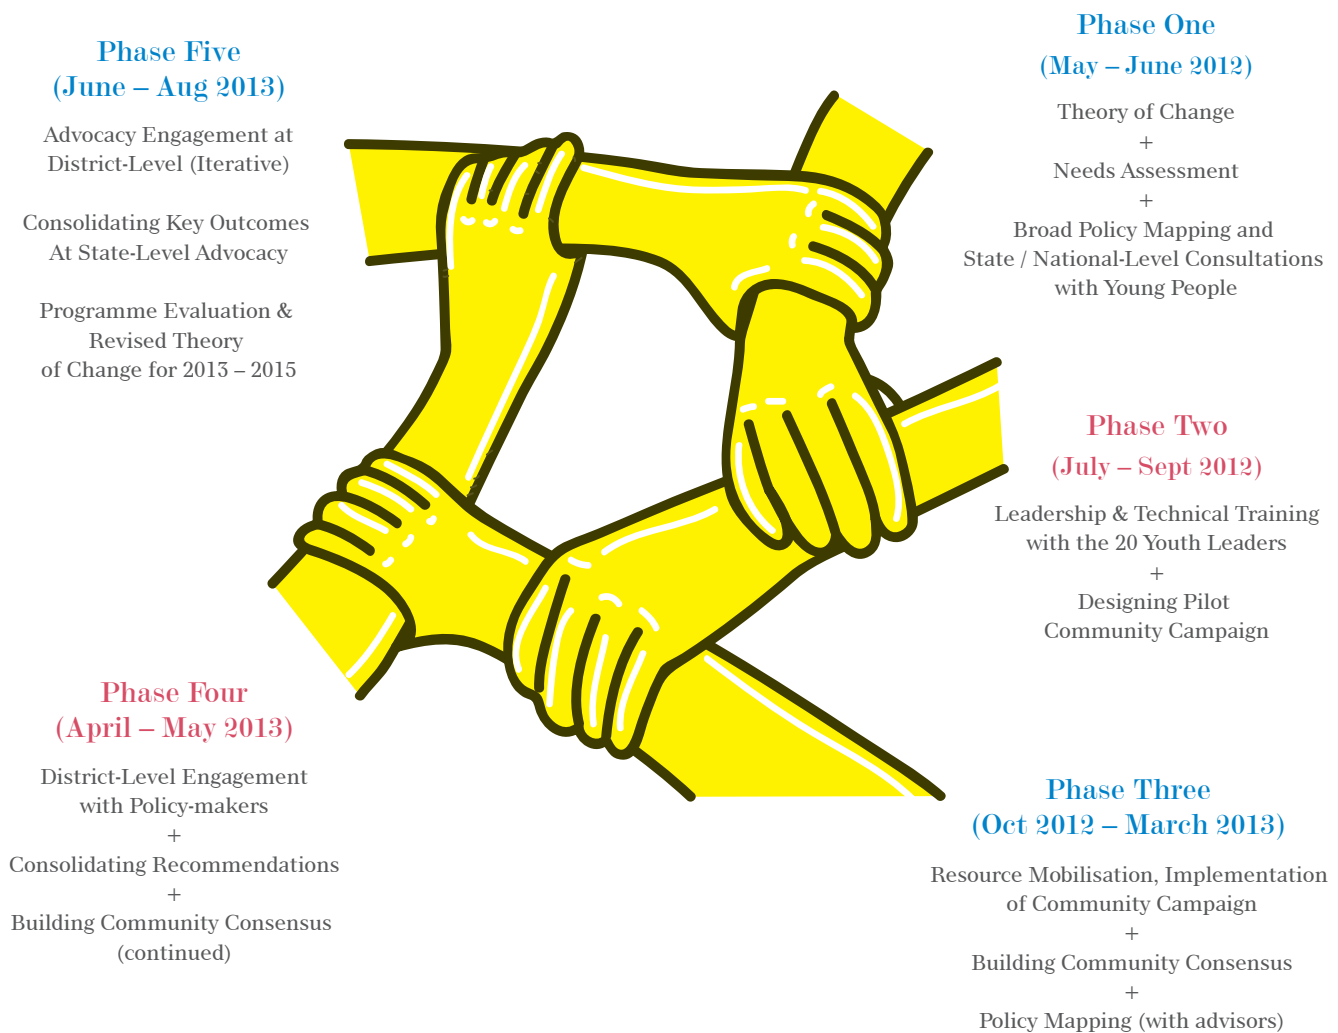 Phase One
(May – June 2012)
Theory of Change
+
Needs Assessment
+
Broad Policy Mapping and
State / National-Level Consultations
with Young People
Phase Two
(July – Sept 2012)
Leadership & Technical Training
with the 20 Youth Leaders
+
Designing Pilot
Community Campaign
Phase Three
(Oct 2012 – March 2013)
Resource Mobilisation, Implementation
of Community Campaign
+
Building Community Consensus
+
Policy Mapping (with advisors)
Phase Four
(April – May 2013)
District-Level Engagement
with Policy-makers
+
Consolidating Recommendations
+
Building Community Consensus
(continued)
Phase Five
(June – Aug 2013)
Advocacy Engagement at
District-Level (Iterative)
Consolidating Key Outcomes
At State-Level Advocacy
Programme Evaluation &
Revised Theory
of Change for 2013 – 2015